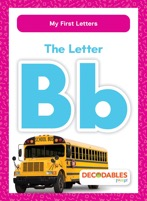 My First Letters
The Letter
Bb
DECODABLES